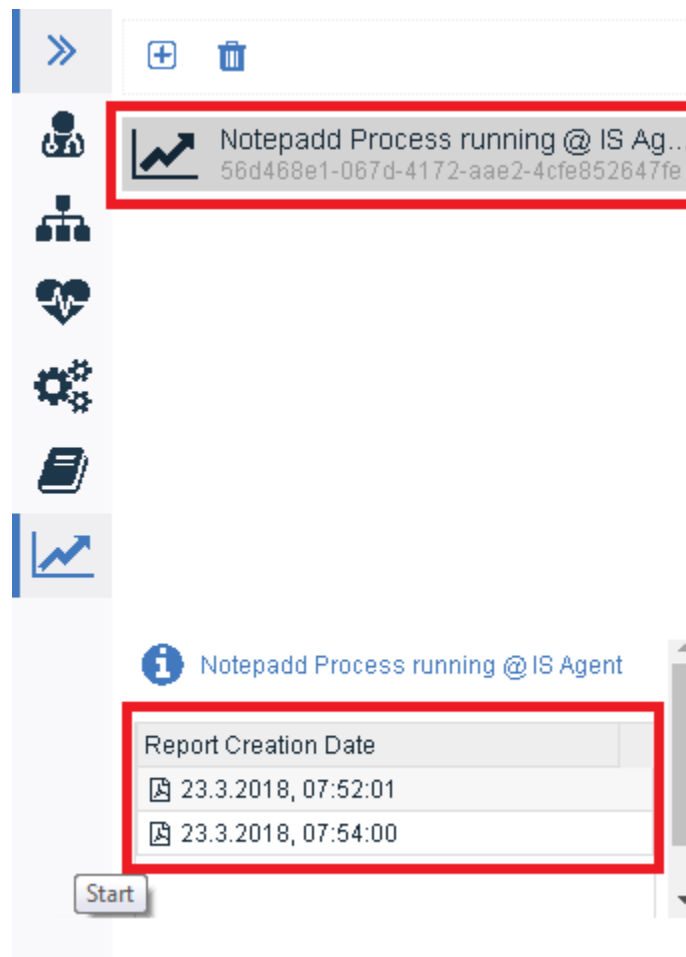 Notepadd Process running @ IS Ag...
56d468e1-067d-4172-aae2-4cfe852647fe
Notepadd Process running @ IS Agent
Report Creation Date
23.3.2018, 07:52:01
23.3.2018, 07:54:00
Start